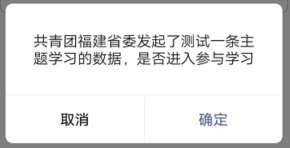 共青团福建省委发起了测试一条主
题学习的数据，是否进入参与学习
取消
确定